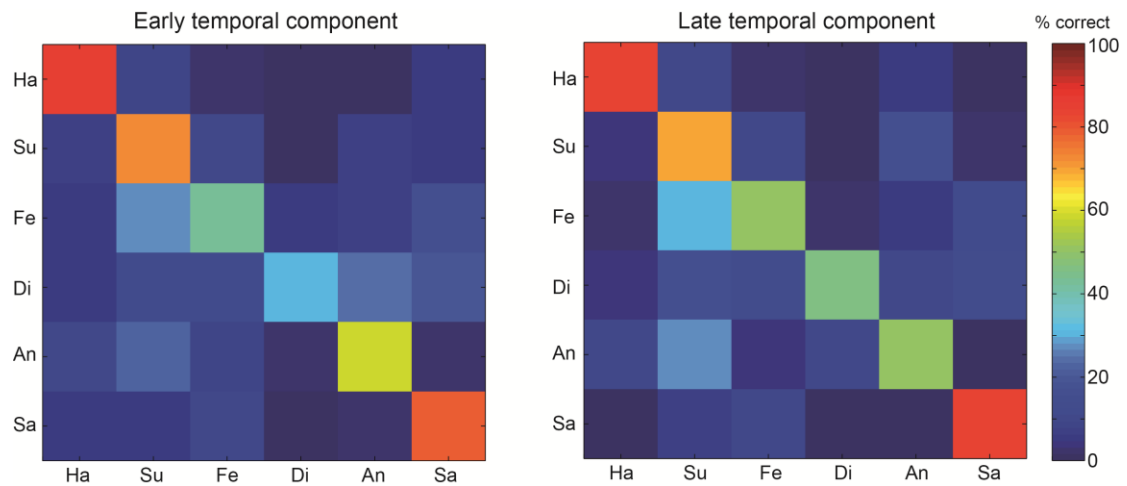 Early temporal component
Late temporal component
% correct
Ha
Su
Fe
Di
An
Sa
Ha Su Fe Di An Sa
Ha
Su
Fe
Di
An
Sa
Ha Su Fe Di An Sa
100
80
60
40
20
0